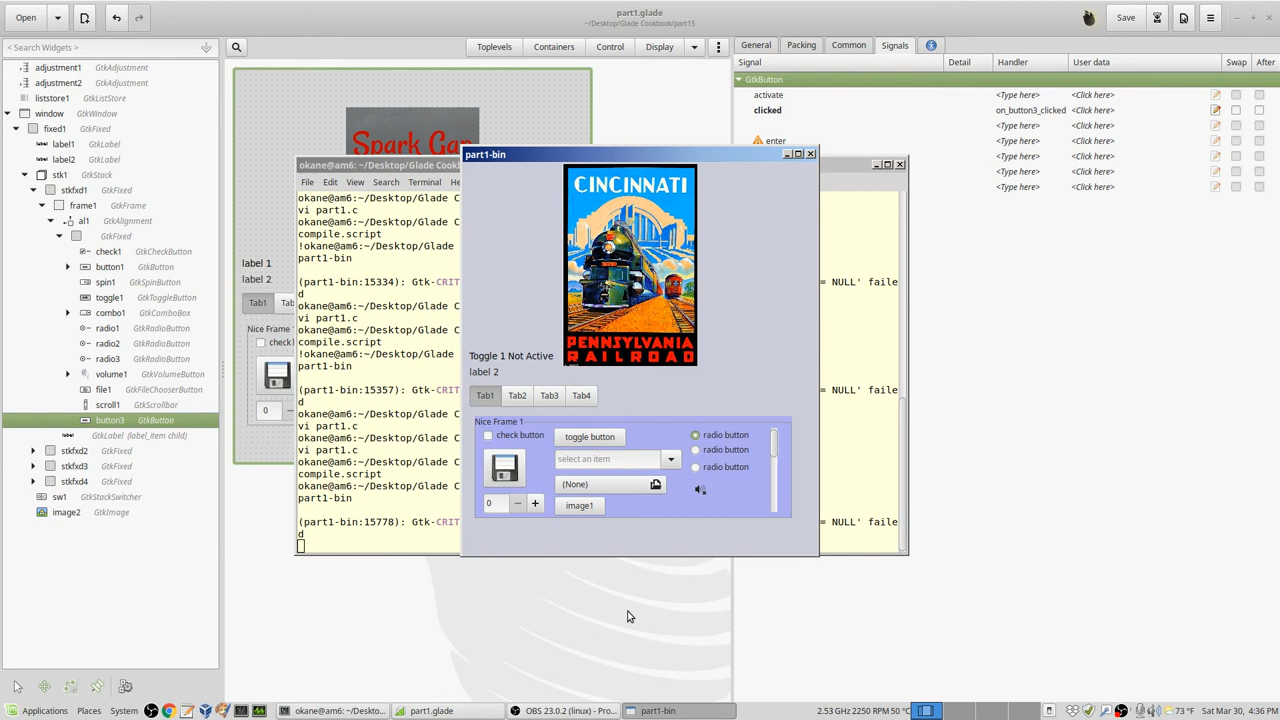 part1.glade
~/Desktop/Glade Cookbook/part15
Open
Save
< Search Widgets >
Toplevels
Containers
Control
Display
General
Packing
Common
Signals
Signal
Detail
Handler
User data
Swap
After
GtkButton
activate
<Type here>
<Click here>
clicked
on_button3_clicked
<Click here>
<Type here>
<Click here>
enter
<Type here>
<Click here>
<Type here>
<Click here>
<Type here>
<Click here>
<Type here>
<Click here>
adjustment1 GtkAdjustment
adjustment2 GtkAdjustment
liststore1 GtkListStore
window GtkWindow
fixed1 GtkFixed
label1 GtkLabel
label2 GtkLabel
stk1 GtkStack
stkfxd1 GtkFixed
frame1 GtkFrame
al1 GtkAlignment
GtkFixed
check1 GtkCheckButton
button1 GtkButton
spin1 GtkSpinButton
toggle1 GtkToggleButton
combo1 GtkComboBox
radio1 GtkRadioButton
radio2 GtkRadioButton
radio3 GtkRadioButton
volume1 GtkVolumeButton
file1 GtkFileChooserButton
scroll1 GtkScrollbar
button3 GtkButton
GtkLabel (label_item child)
stkfxd2 GtkFixed
stkfxd3 GtkFixed
stkfxd4 GtkFixed
sw1 GtkStackSwitcher
image2 GtkImage
Spark Gap
label 1
label 2
Tab1
Nice Frame
0
okane@am6: ~/Desktop/Glade Cookb
File Edit View Search Terminal He
okane@am6:~/Desktop/Glade C
vi part1.c
okane@am6:~/Desktop/Glade C
compile.script
!okane@am6:~/Desktop/Glade
part1-bin
(part1-bin:15334): Gtk-CRIT
= NULL' faile
d
okane@am6:~/Desktop/Glade C
vi part1.c
okane@am6:~/Desktop/Glade C
compile.script
!okane@am6:~/Desktop/Glade
part1-bin
(part1-bin:15357): Gtk-CRIT
= NULL' faile
d
okane@am6:~/Desktop/Glade C
vi part1.c
okane@am6:~/Desktop/Glade C
vi part1.c
okane@am6:~/Desktop/Glade C
compile.script
okane@am6:~/Desktop/Glade C
part1-bin
(part1-bin:15778): Gtk-CRIT
= NULL' faile
d
part1-bin
CINCINNATI
PENNSYLVANIA
RAILROAD
Toggle 1 Not Active
label 2
Tab1 Tab2 Tab3 Tab4
Nice Frame 1
check button
toggle button
radio button
select an item
radio button
radio button
(None)
0 − +
image1
Applications Places System
okane@am6: ~/Deskto...
part1.glade
OBS 23.0.2 (linux) - Pro...
part1-bin
2.53 GHz 2250 RPM 50 °C
73 °F
Sat Mar 30, 4:36 PM